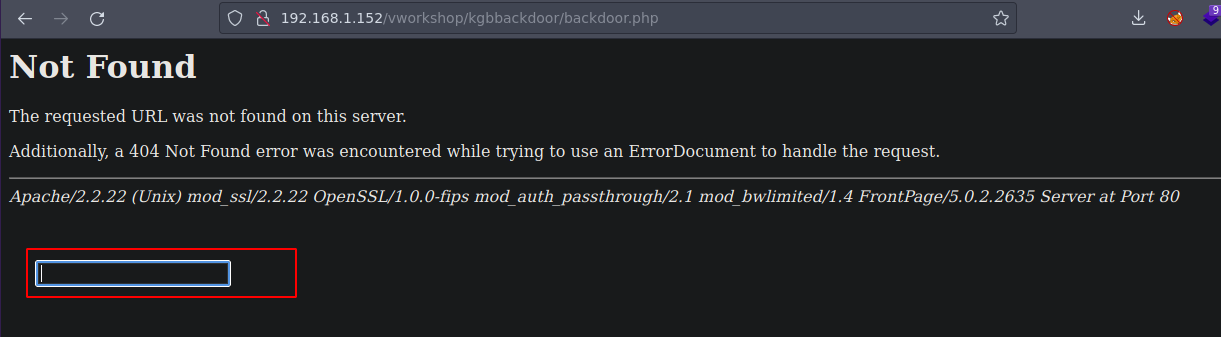 192.168.1.152/vworkshop/kgbbackdoor/backdoor.php
9
Not Found
The requested URL was not found on this server.
Additionally, a 404 Not Found error was encountered while trying to use an ErrorDocument to handle the request.
Apache/2.2.22 (Unix) mod_ssl/2.2.22 OpenSSL/1.0.0-fips mod_auth_passthrough/2.1 mod_bwlimited/1.4 FrontPage/5.0.2.2635 Server at Port 80